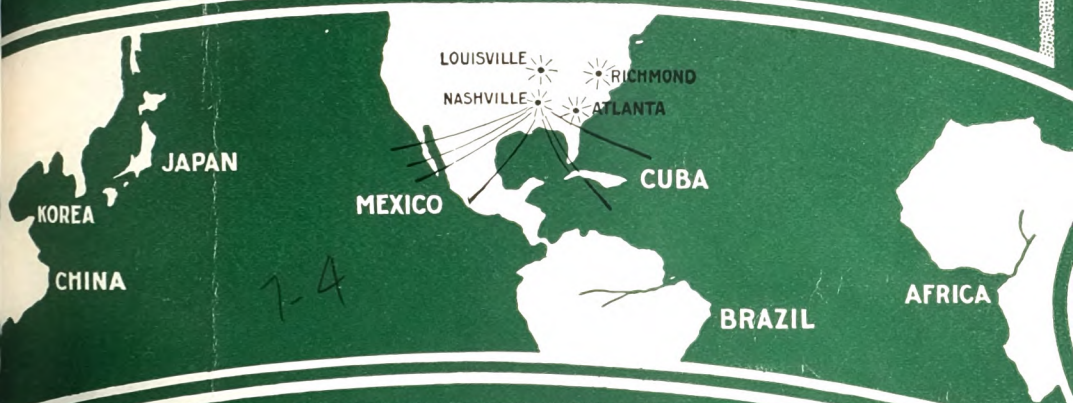 LOUISVILLE
RICHMOND
NASHVILLE
ATLANTA
JAPAN
KOREA
CHINA
MEXICO
CUBA
BRAZIL
AFRICA
7-4